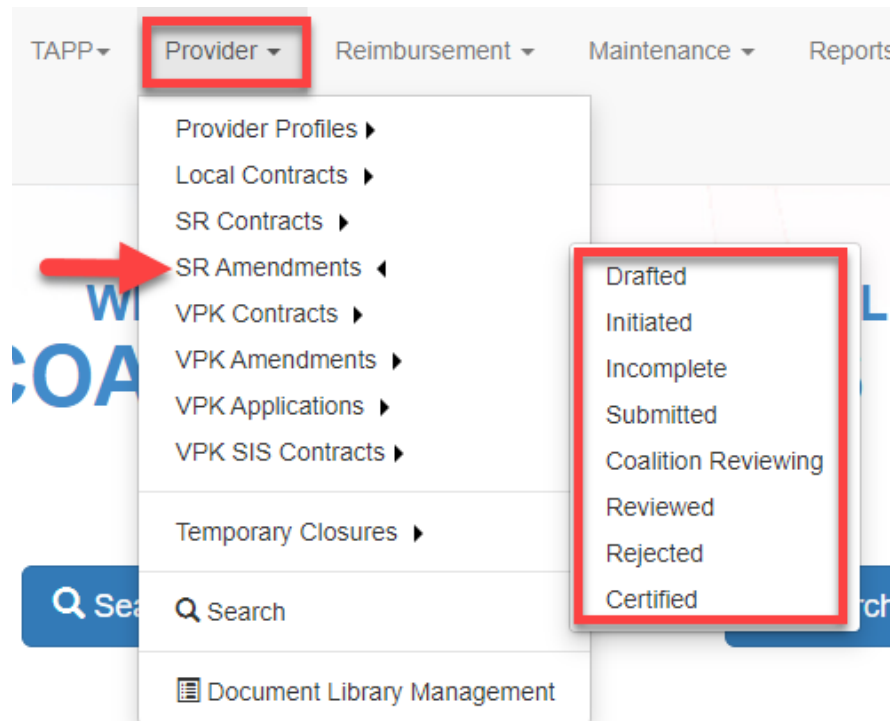 TAPP Provider Reimbursement Maintenance Reports
Provider Profiles
Local Contracts
SR Contracts
SR Amendments
VPK Contracts
VPK Amendments
VPK Applications
VPK SIS Contracts
Temporary Closures
Search
Document Library Management
Drafted
Initiated
Incomplete
Submitted
Coalition Reviewing
Reviewed
Rejected
Certified